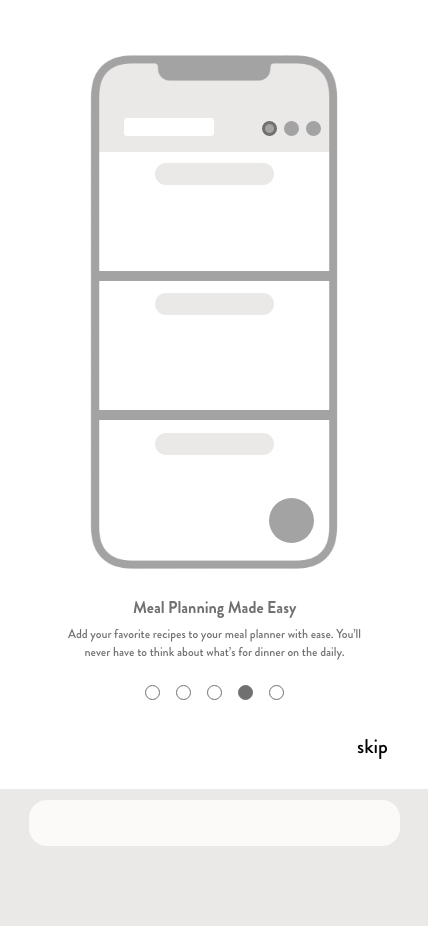 Meal Planning Made Easy
Add your favorite recipes to your meal planner with ease. You’ll
never have to think about what’s for dinner on the daily.
skip